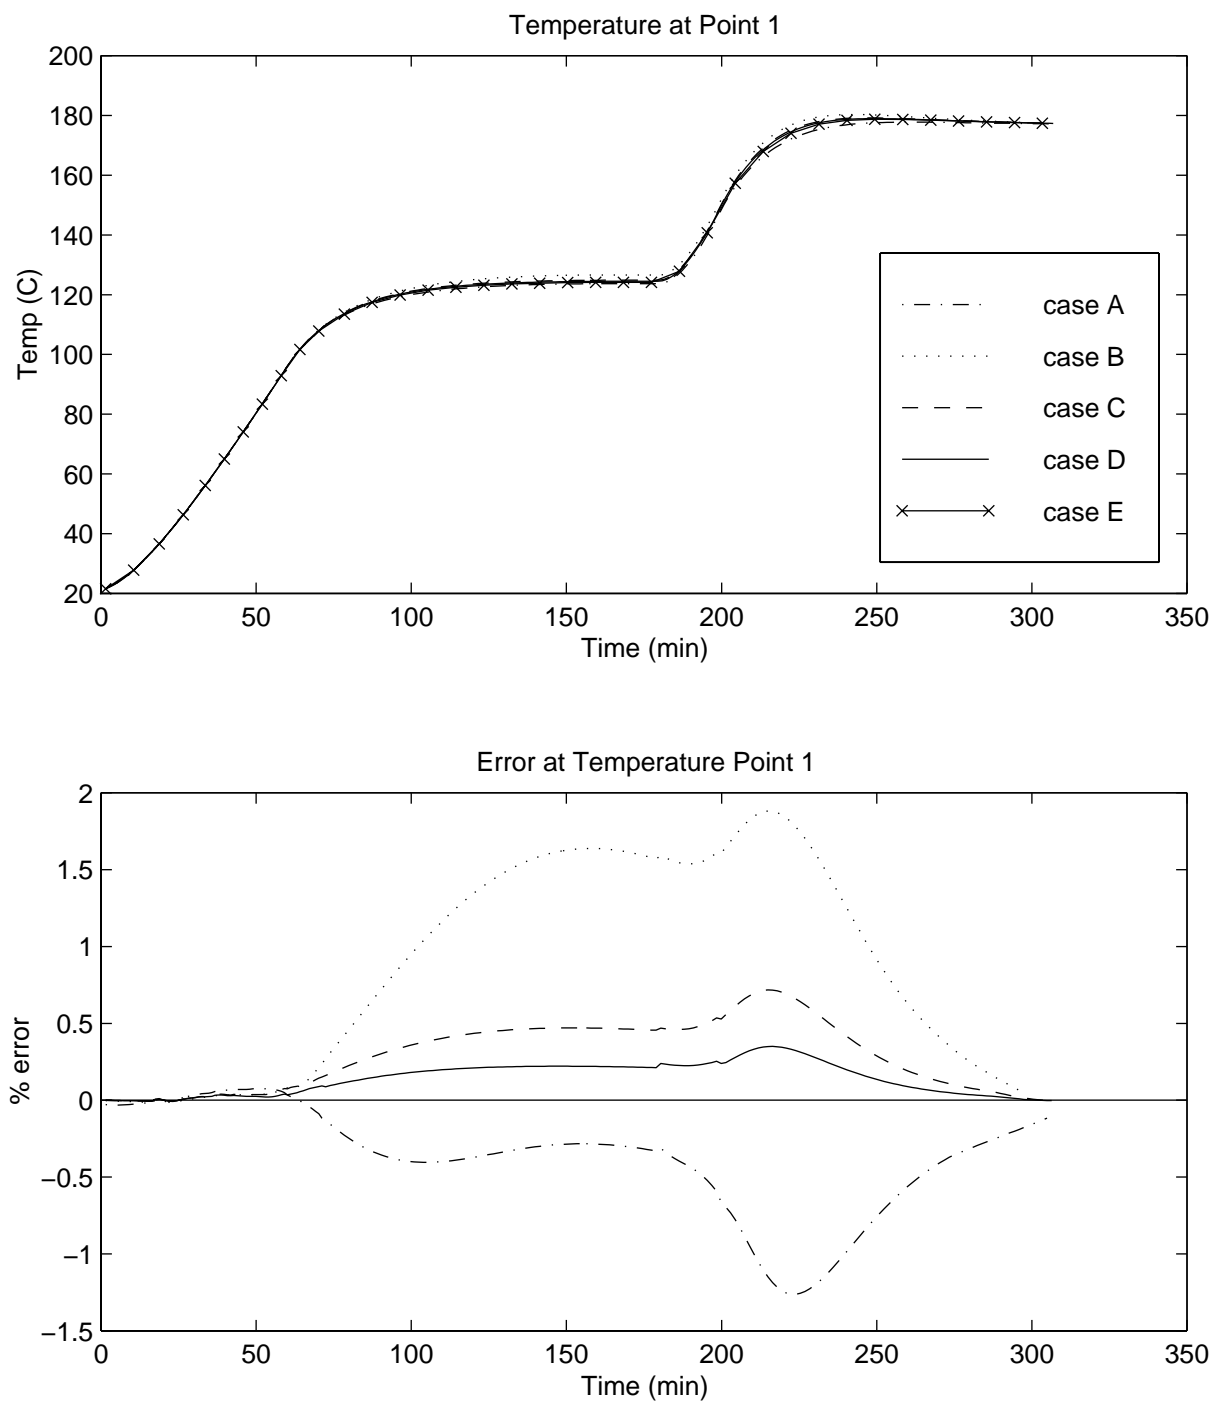 Temperature at Point 1
200
180
160
140
120
100
80
60
40
20
Temp (C)
case A
case B
case C
case D
case E
0 50 100 150 200 250 300 350
Time (min)
Error at Temperature Point 1
2
1.5
1
0.5
0
−0.5
−1
−1.5
% error
0 50 100 150 200 250 300 350
Time (min)